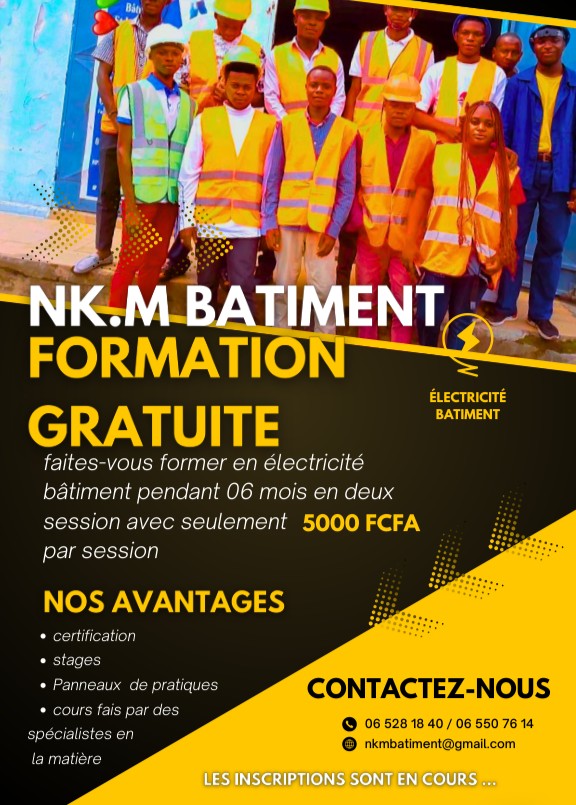 NK.M BATIMENT
FORMATION
GRATUITE
ÉLECTRICITÉ
BATIMENT
faites-vous former en électricité
bâtiment pendant 06 mois en deux
session avec seulement 5000 FCFA
par session
NOS AVANTAGES
• certification
• stages
• Panneaux de pratiques
• cours fais par des
spécialistes en
la matière
CONTACTEZ-NOUS
06 528 18 40 / 06 550 76 14
nkmbatiment@gmail.com
LES INSCRIPTIONS SONT EN COURS ...